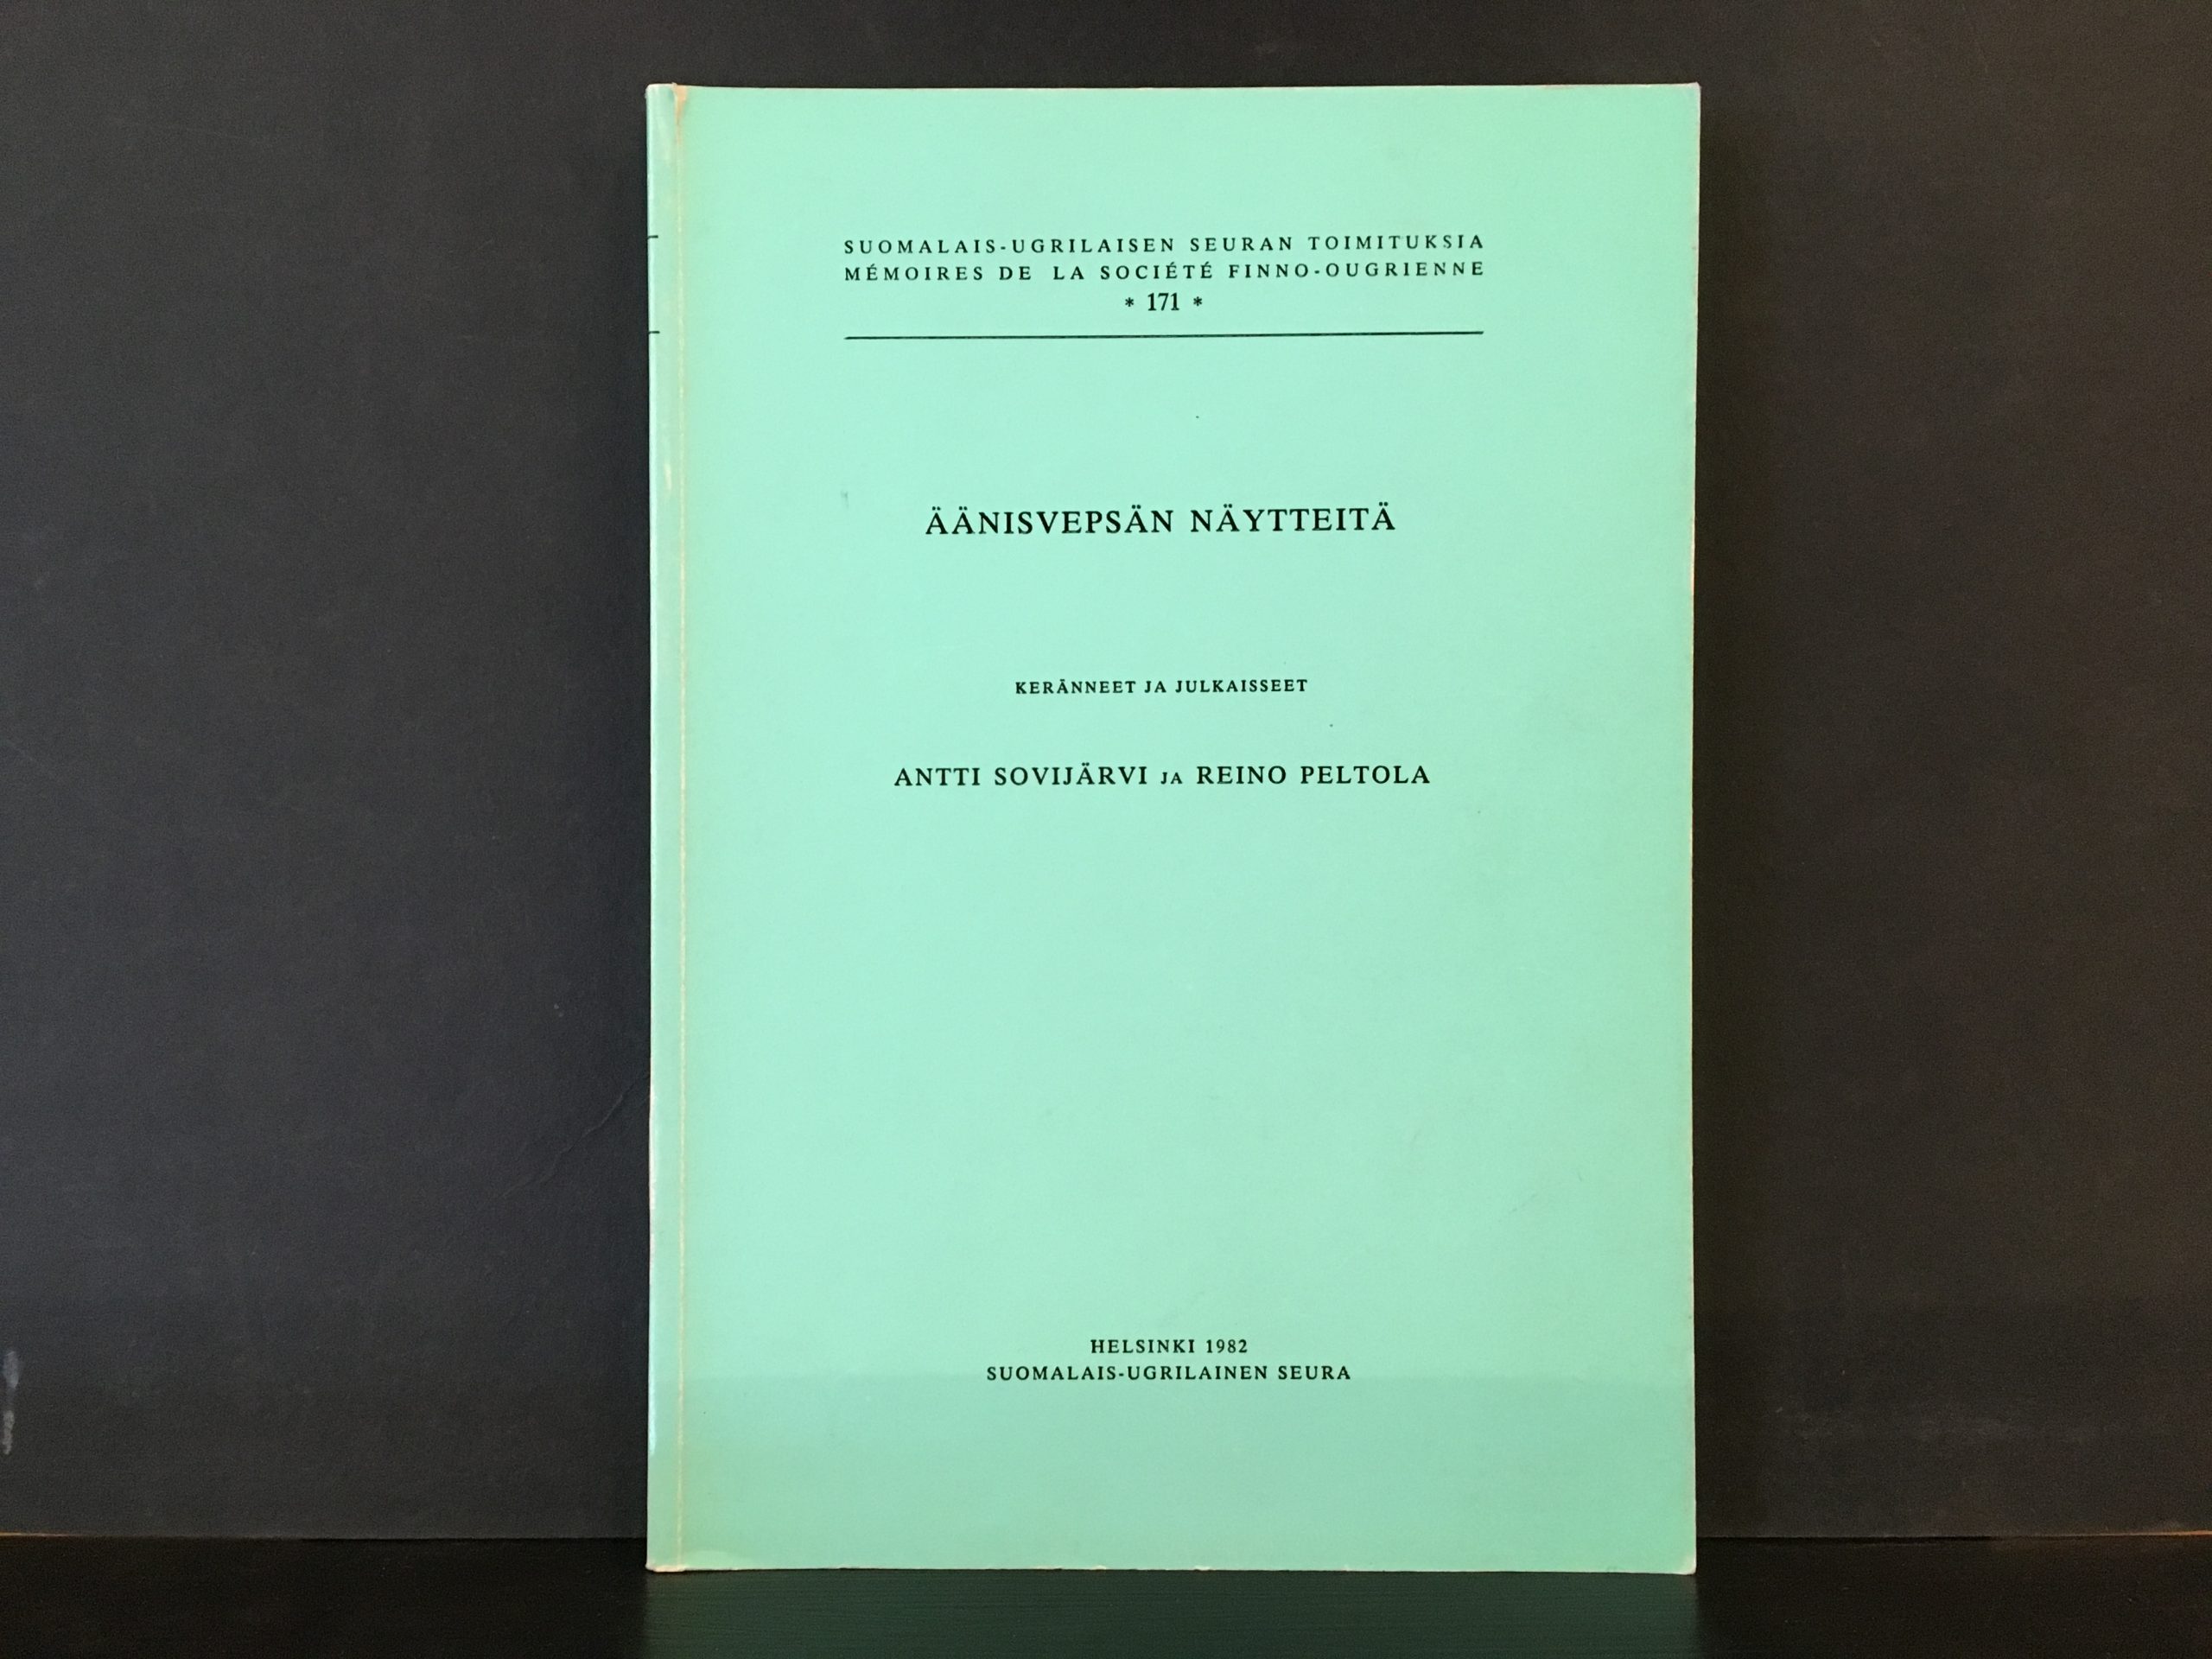 SUOMALAIS-UGRILAISEN SEURAN TOIMITUKSIA
MÉMOIRES DE LA SOCIÉTÉ FINNO-OUGRIENNE
* 171 *
ÄÄNISVEPSÄN NÄYTTEITÄ
KERÄNNEET JA JULKAISSEET
ANTTI SOVIJÄRVI JA REINO PELTOLA
HELSINKI 1982
SUOMALAIS-UGRILAINEN SEURA